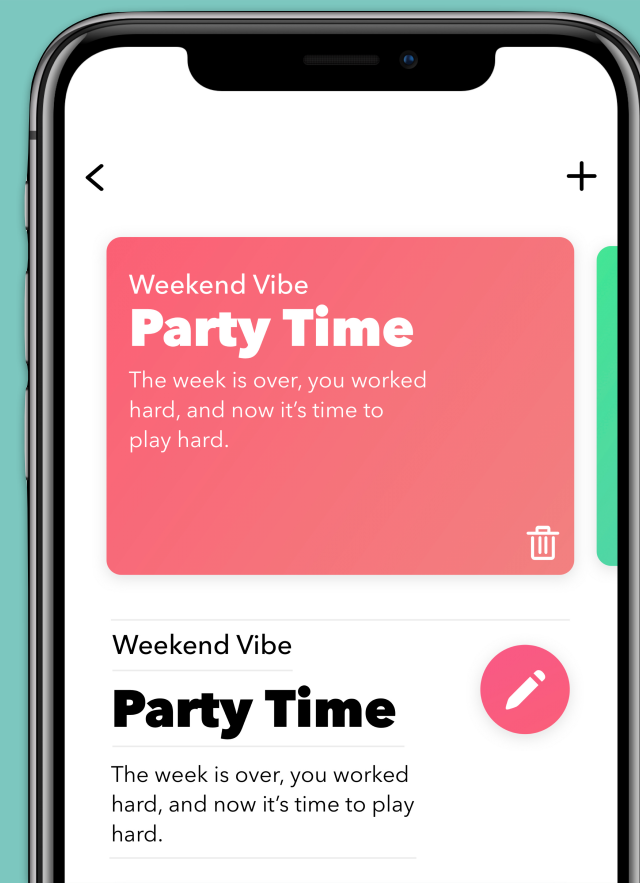 Weekend Vibe
Party Time
The week is over, you worked
hard, and now it’s time to
play hard.
Weekend Vibe
Party Time
The week is over, you worked
hard, and now it’s time to play
hard.